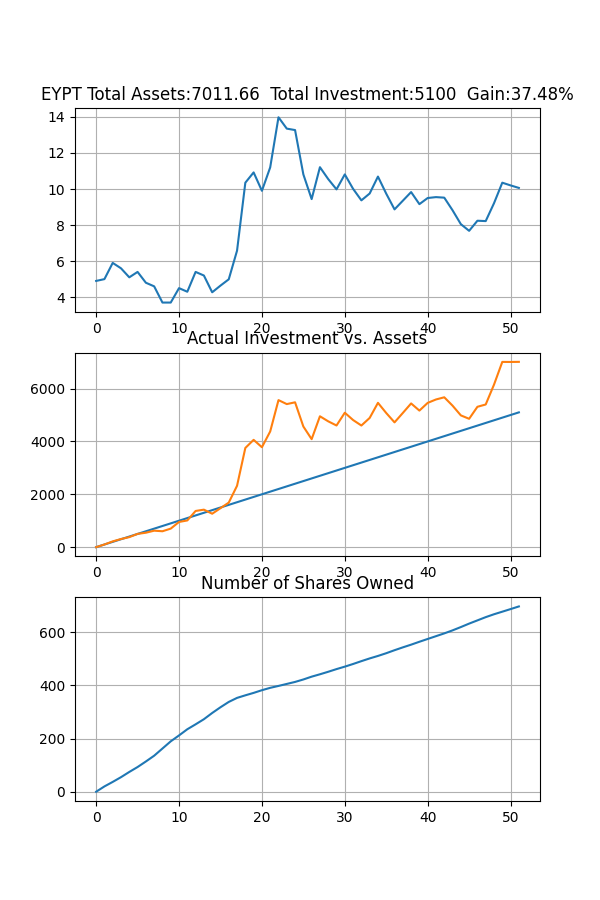 EYPT Total Assets:7011.66  Total Investment:5100  Gain:37.48%
14
12
10
8
6
4
0 10 20 30 40 50
Actual Investment vs. Assets
6000
4000
2000
0
0 10 20 30 40 50
Number of Shares Owned
600
400
200
0
0 10 20 30 40 50